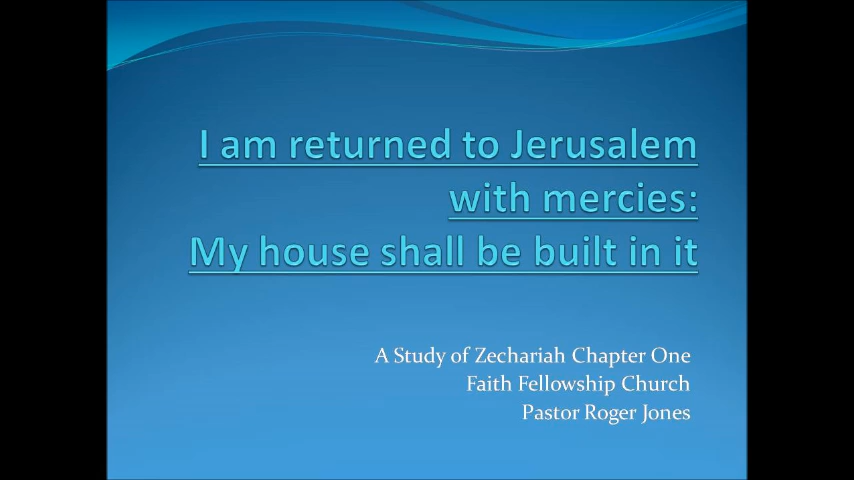 I am returned to Jerusalem
with mercies:
My house shall be built in it
A Study of Zechariah Chapter One
Faith Fellowship Church
Pastor Roger Jones